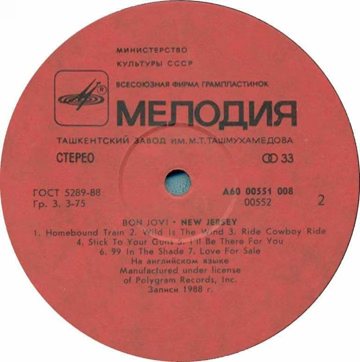 МИНИСТЕРСТВО
КУЛЬТУРЫ СССР
ВСЕСОЮЗНАЯ ФИРМА ГРАМПЛАСТИНОК
МЕЛОДИЯ
ТАШКЕНТСКИЙ ЗАВОД ИМ. М.Т. ТАШМУХАМЕДОВА
СТЕРЕО 33
ГОСТ 5289-88 А60 00551 008
Гр. 3. 3-75 00552 2
BON JOVI • NEW JERSEY
1. Homebound Train 2. Wild Is The Wind 3. Ride Cowboy Ride
4. Stick To Your Guns 5. I'll Be There For You
6. 99 In The Shade 7. Love For Sale
На английском языке
Manufactured under license
of Polygram Records, Inc.
Записи 1988 г.